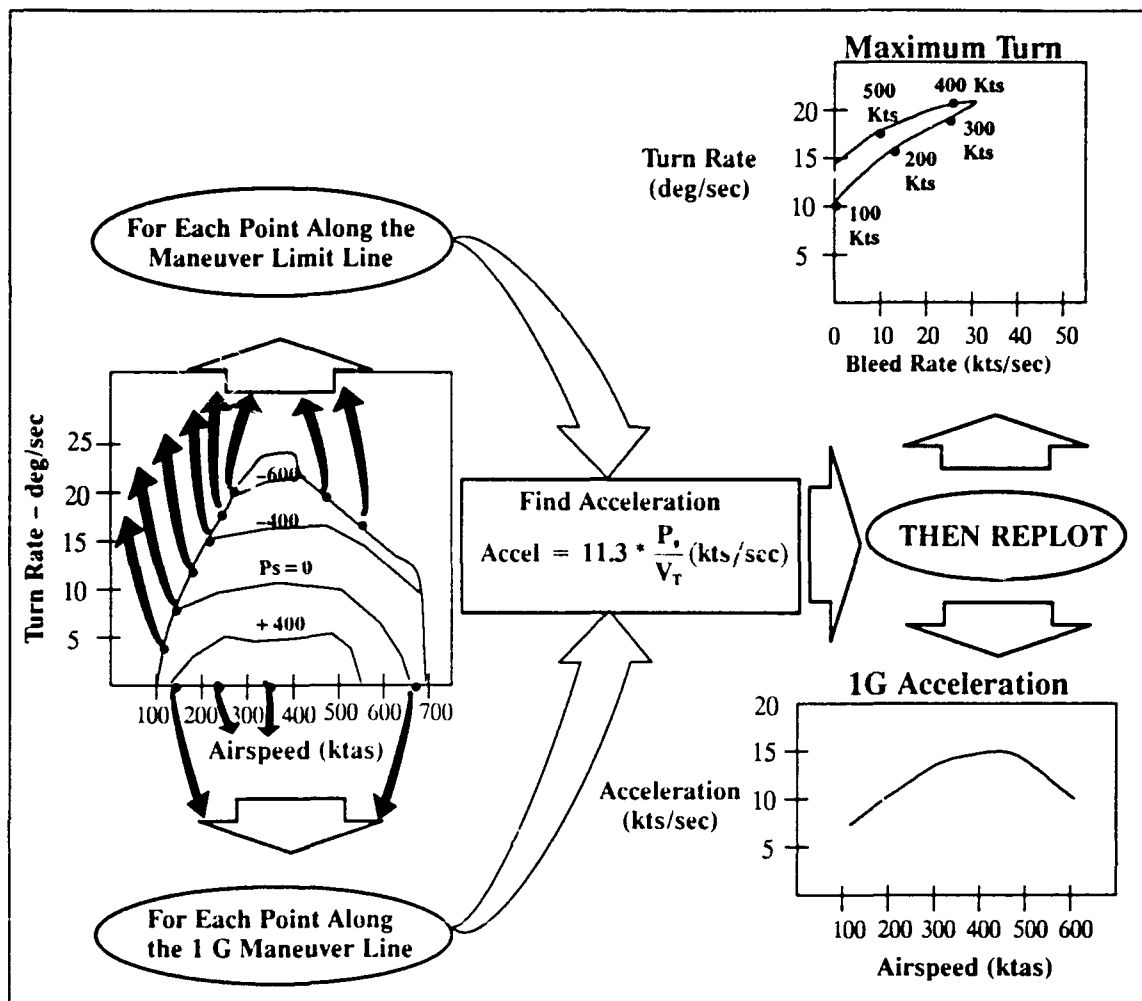 Maximum Turn
20
15
10
5
Turn Rate
(deg/sec)
500
Kts
400 Kts
300
Kts
200
Kts
100
Kts
0 10 20 30 40 50
Bleed Rate (kts/sec)
For Each Point Along the
Maneuver Limit Line
Turn Rate – deg/sec
25
20
15
10
5
–600
–400
Ps = 0
+ 400
100 200 300 400 500 600 700
Airspeed (ktas)
Find Acceleration
Accel = 11.3 * Ps/VT (kts/sec)
THEN REPLOT
1G Acceleration
20
15
10
5
Acceleration
(kts/sec)
100 200 300 400 500 600
Airspeed (ktas)
For Each Point Along
the 1 G Maneuver Line